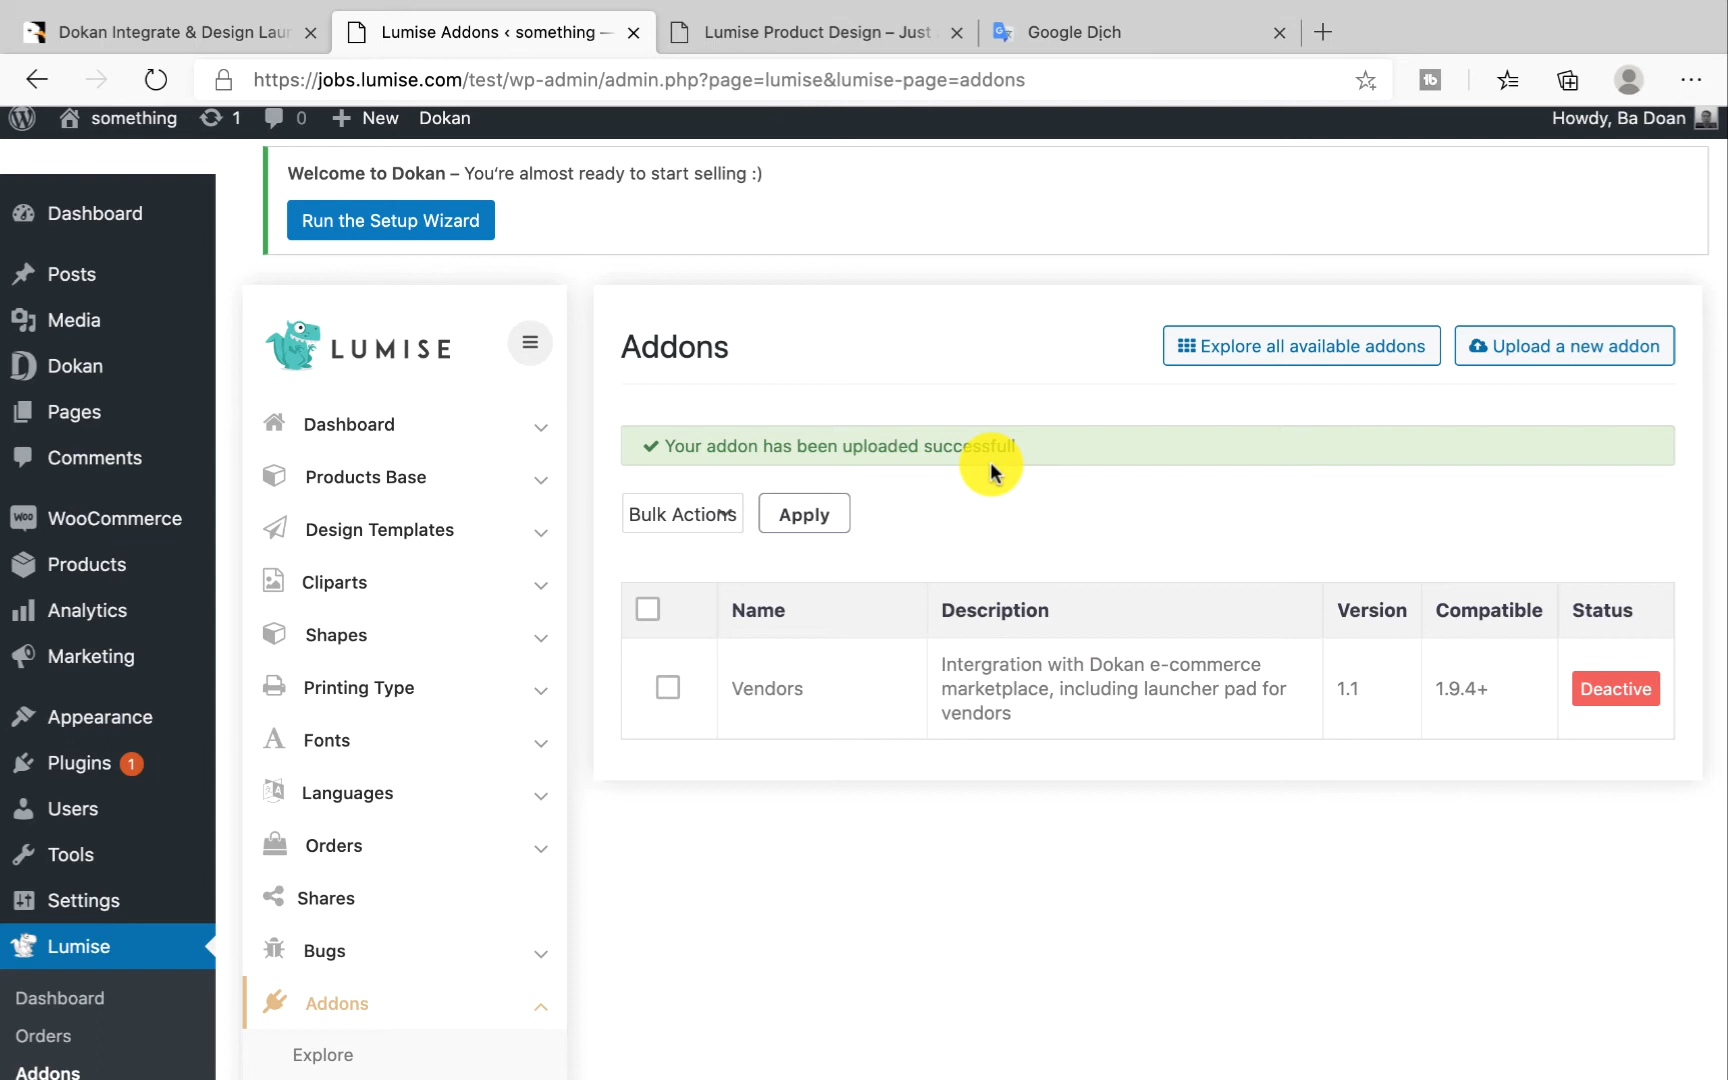 Dokan Integrate & Design Laun
Lumise Addons ‹ something —
Lumise Product Design – Just
Google Dịch
https://jobs.lumise.com/test/wp-admin/admin.php?page=lumise&lumise-page=addons
something 1 0 New Dokan
Howdy, Ba Doan
Welcome to Dokan – You're almost ready to start selling :)
Run the Setup Wizard
Dashboard
Posts
Media
Dokan
Pages
Comments
WooCommerce
Products
Analytics
Marketing
Appearance
Plugins 1
Users
Tools
Settings
Lumise
Dashboard
Orders
Addons
LUMISE
Dashboard
Products Base
Design Templates
Cliparts
Shapes
Printing Type
Fonts
Languages
Orders
Shares
Bugs
Addons
Explore
Addons
Explore all available addons
Upload a new addon
Your addon has been uploaded successfull
Bulk Actions
Apply
Name Description Version Compatible Status
Vendors
Intergration with Dokan e-commerce
marketplace, including launcher pad for
vendors
1.1
1.9.4+
Deactive